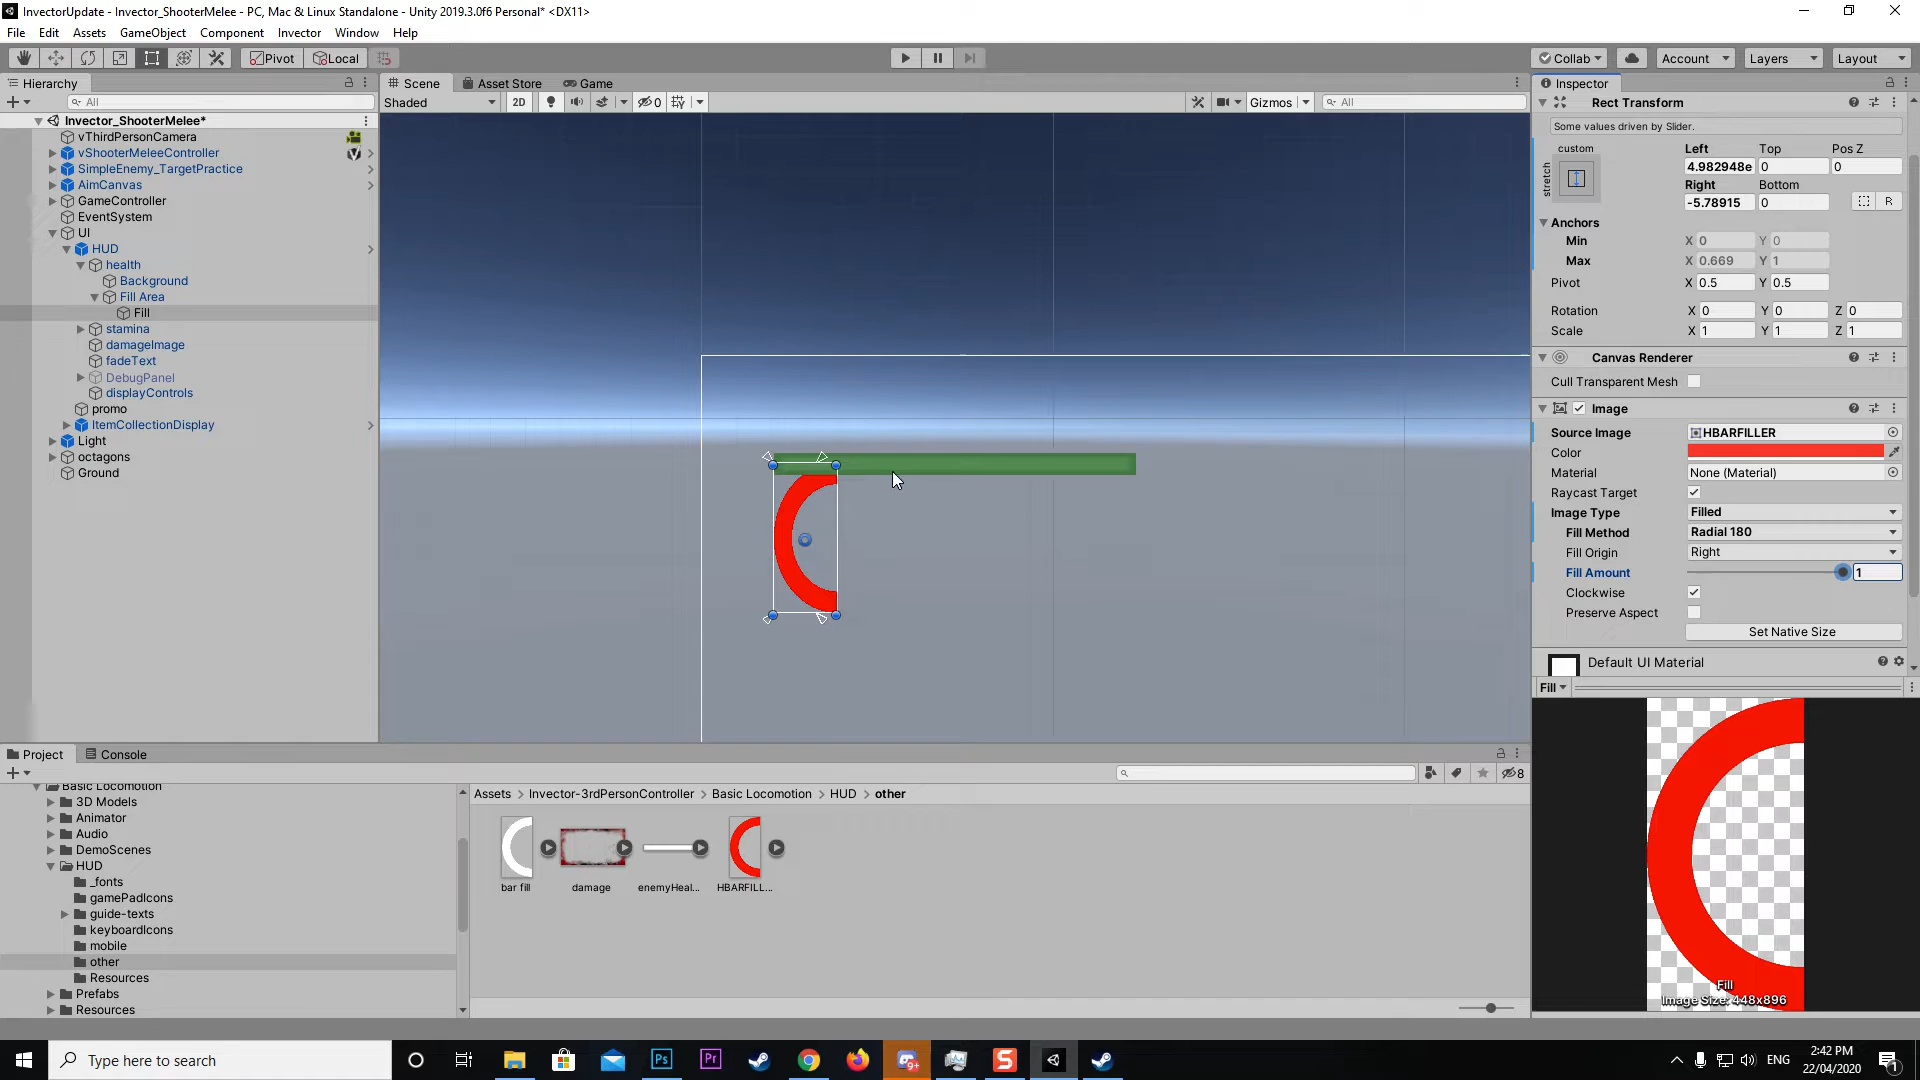 InvectorUpdate - Invector_ShooterMelee - PC, Mac & Linux Standalone - Unity 2019.3.0f6 Personal* <DX11>
File Edit Assets GameObject Component Invector Window Help
Pivot Local Collab Account Layers Layout
Hierarchy Scene Asset Store Game Inspector
All Shaded 2D 0 Gizmos All
Invector_ShooterMelee*
vThirdPersonCamera
vShooterMeleeController
SimpleEnemy_TargetPractice
AimCanvas
GameController
EventSystem
UI
HUD
health
Background
Fill Area
Fill
stamina
damageImage
fadeText
DebugPanel
displayControls
promo
ItemCollectionDisplay
Light
octagons
Ground
Rect Transform
Some values driven by Slider.
custom Left Top Pos Z
stretch 4.982948e 0 0
Right Bottom
-5.78915 0 R
Anchors
Min X 0 Y 0
Max X 0.669 Y 1
Pivot X 0.5 Y 0.5
Rotation X 0 Y 0 Z 0
Scale X 1 Y 1 Z 1
Canvas Renderer
Cull Transparent Mesh
Image
Source Image HBARFILLER
Color
Material None (Material)
Raycast Target
Image Type Filled
Fill Method Radial 180
Fill Origin Right
Fill Amount 1
Clockwise
Preserve Aspect
Set Native Size
Default UI Material
Fill
Fill
Image Size: 448x896
Project Console
8
Basic Locomotion
3D Models
Animator
Audio
DemoScenes
HUD
_fonts
gamePadIcons
guide-texts
keyboardIcons
mobile
other
Resources
Prefabs
Resources
Assets > Invector-3rdPersonController > Basic Locomotion > HUD > other
bar fill damage enemyHeal... HBARFILL...
Type here to search
Ps Pr 9+ S ENG 2:42 PM
22/04/2020 1